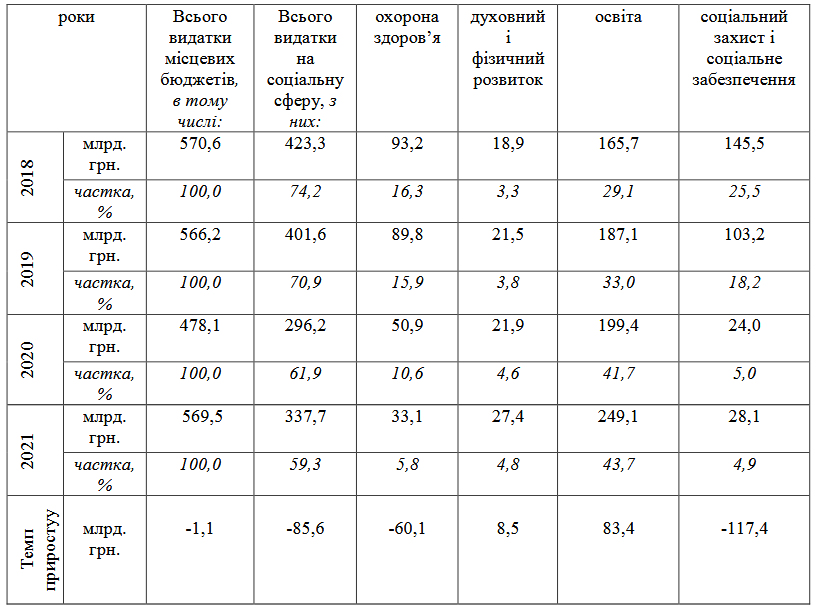 роки
Всього
видатки
місцевих
бюджетів,
в тому
числі:
Всього
видатки
на
соціальну
сферу, з
них:
охорона
здоров’я
духовний
і
фізичний
розвиток
освіта
соціальний
захист і
соціальне
забезпечення
2018
млрд.
грн.
570,6
423,3
93,2
18,9
165,7
145,5
частка,
%
100,0
74,2
16,3
3,3
29,1
25,5
2019
млрд.
грн.
566,2
401,6
89,8
21,5
187,1
103,2
частка,
%
100,0
70,9
15,9
3,8
33,0
18,2
2020
млрд.
грн.
478,1
296,2
50,9
21,9
199,4
24,0
частка,
%
100,0
61,9
10,6
4,6
41,7
5,0
2021
млрд.
грн.
569,5
337,7
33,1
27,4
249,1
28,1
частка,
%
100,0
59,3
5,8
4,8
43,7
4,9
Темп
приростуу
млрд.
грн.
-1,1
-85,6
-60,1
8,5
83,4
-117,4